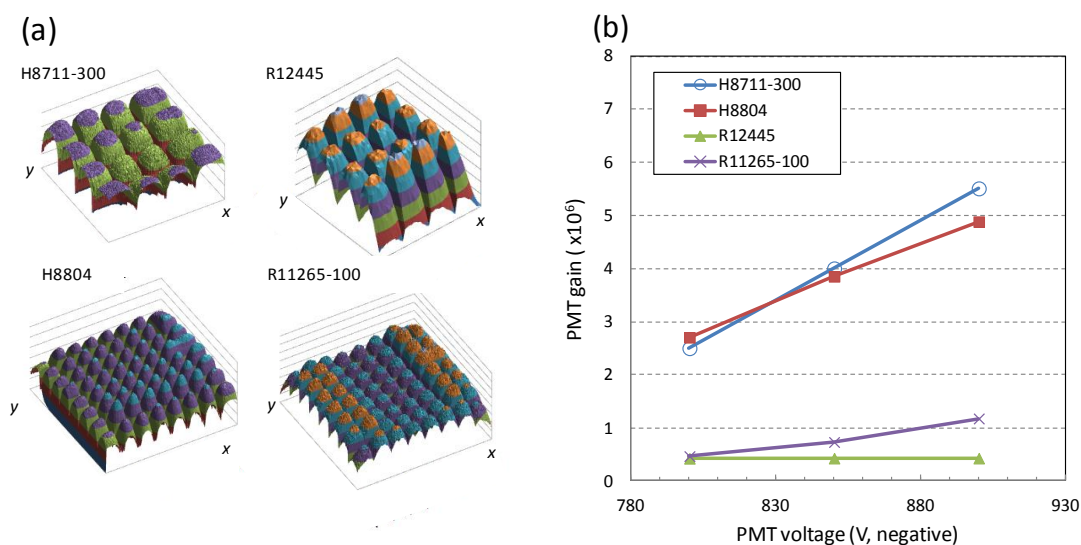 (a)
H8711-300
R12445
y
x
y
x
H8804
R11265-100
y
x
y
x
(b)
PMT gain ( x10⁶)
8
7
6
5
4
3
2
1
0
H8711-300
H8804
R12445
R11265-100
780
830
880
930
PMT voltage (V, negative)